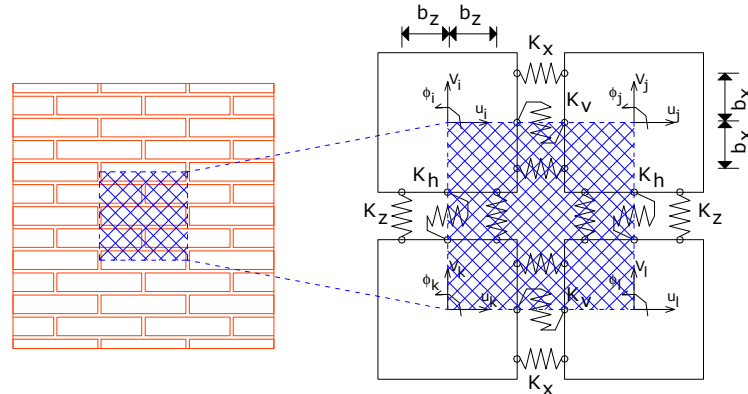 b_z b_z
K_x
V_i V_j
ϕ_i u_i K_v ϕ_j u_j
b_x
b_x
K_h K_h
K_z K_z
V_k V_l
ϕ_k u_k K_v ϕ_l u_l
K_x